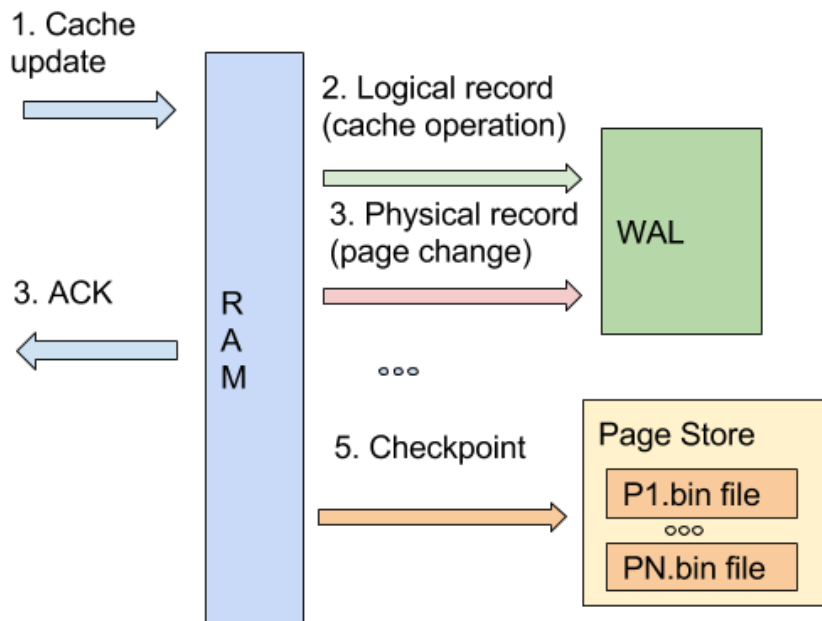 1. Cache
update
2. Logical record
(cache operation)
3. Physical record
(page change)
WAL
3. ACK
R
A
M
5. Checkpoint
Page Store
P1.bin file
PN.bin file